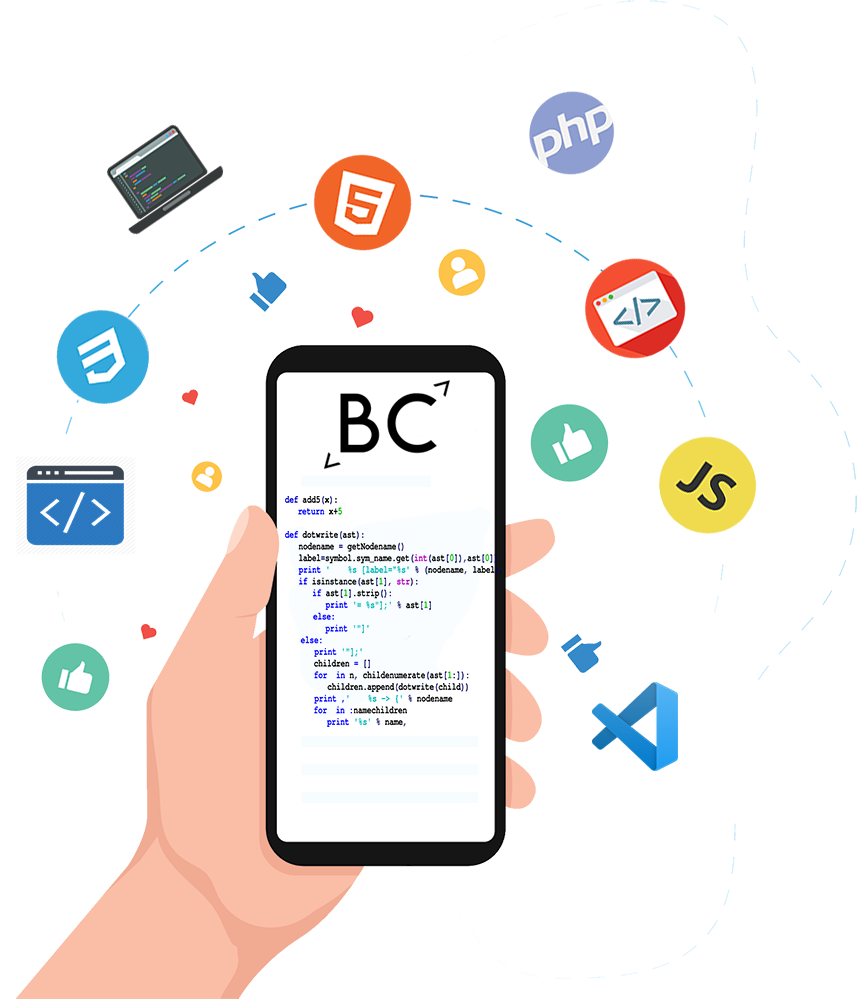 php
5
</>
BC
JS
</>
def add5(x):
return x+5
def dotwrite(ast):
nodename = getNodename()
label=symbol.sym_name.get(int(ast[0]),ast[0]
print '    %s [label="%s' % (nodename, label
if isinstance(ast[1], str):
if ast[1].strip():
print '= %s"];' % ast[1]
else:
print '"]'
else:
print '"];'
children = []
for  in n, childenumerate(ast[1:]):
children.append(dotwrite(child))
print ,'   %s -> {' % nodename
for  in :namechildren
print '%s' % name,